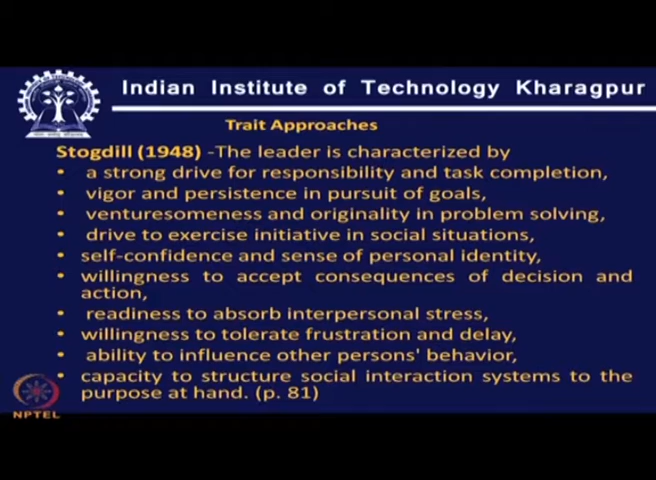 Indian Institute of Technology Kharagpur
Trait Approaches
Stogdill (1948) -The leader is characterized by
• a strong drive for responsibility and task completion,
• vigor and persistence in pursuit of goals,
• venturesomeness and originality in problem solving,
• drive to exercise initiative in social situations,
• self-confidence and sense of personal identity,
• willingness to accept consequences of decision and
action,
• readiness to absorb interpersonal stress,
• willingness to tolerate frustration and delay,
• ability to influence other persons' behavior,
• capacity to structure social interaction systems to the
purpose at hand. (p. 81)
NPTEL